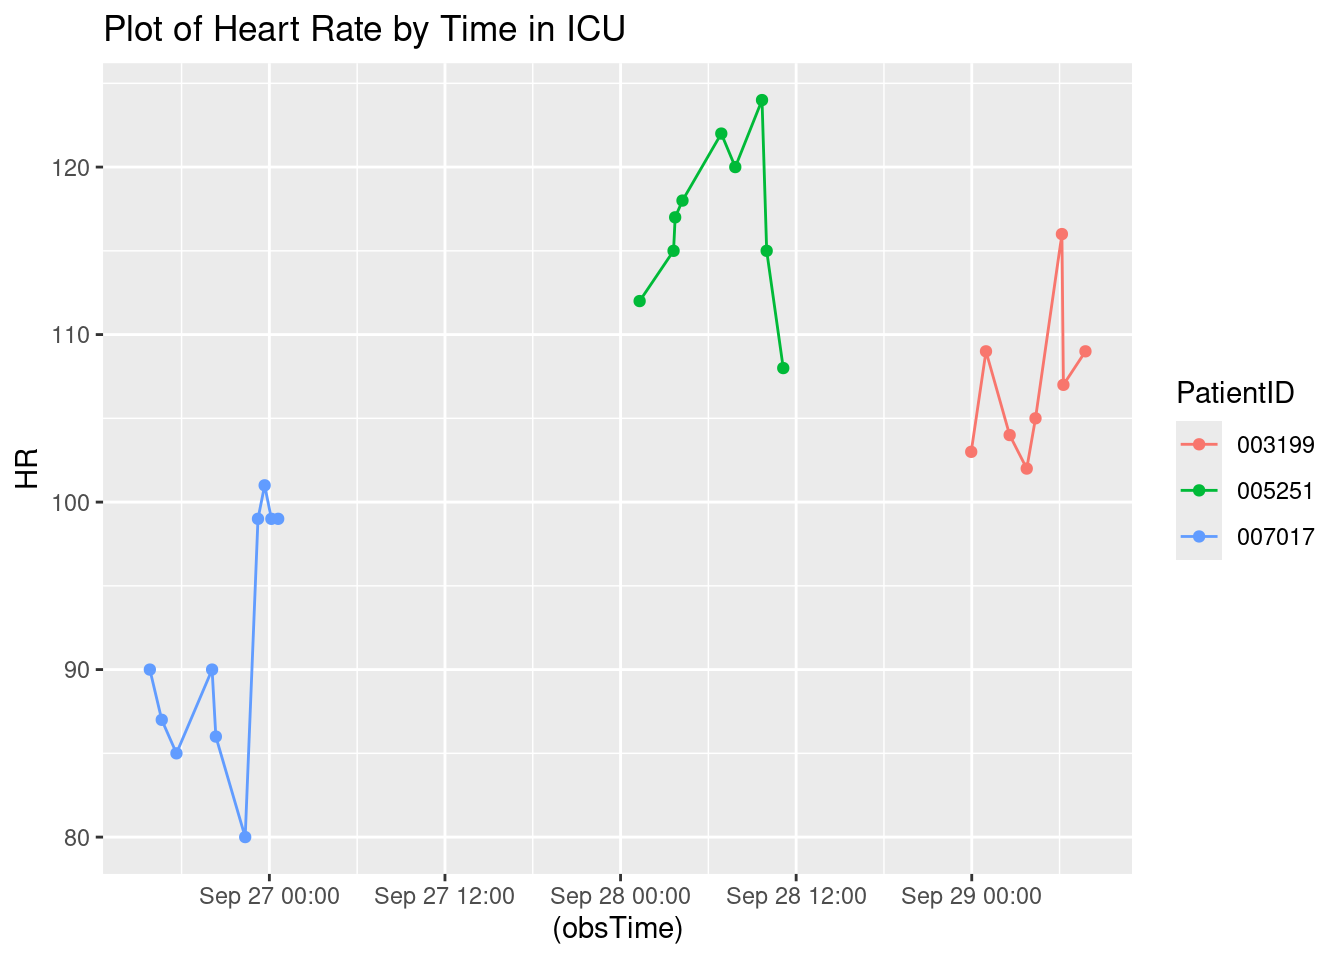 Plot of Heart Rate by Time in ICU
HR
120
110
100
90
80
Sep 27 00:00
Sep 27 12:00
Sep 28 00:00
Sep 28 12:00
Sep 29 00:00
(obsTime)
PatientID
003199
005251
007017